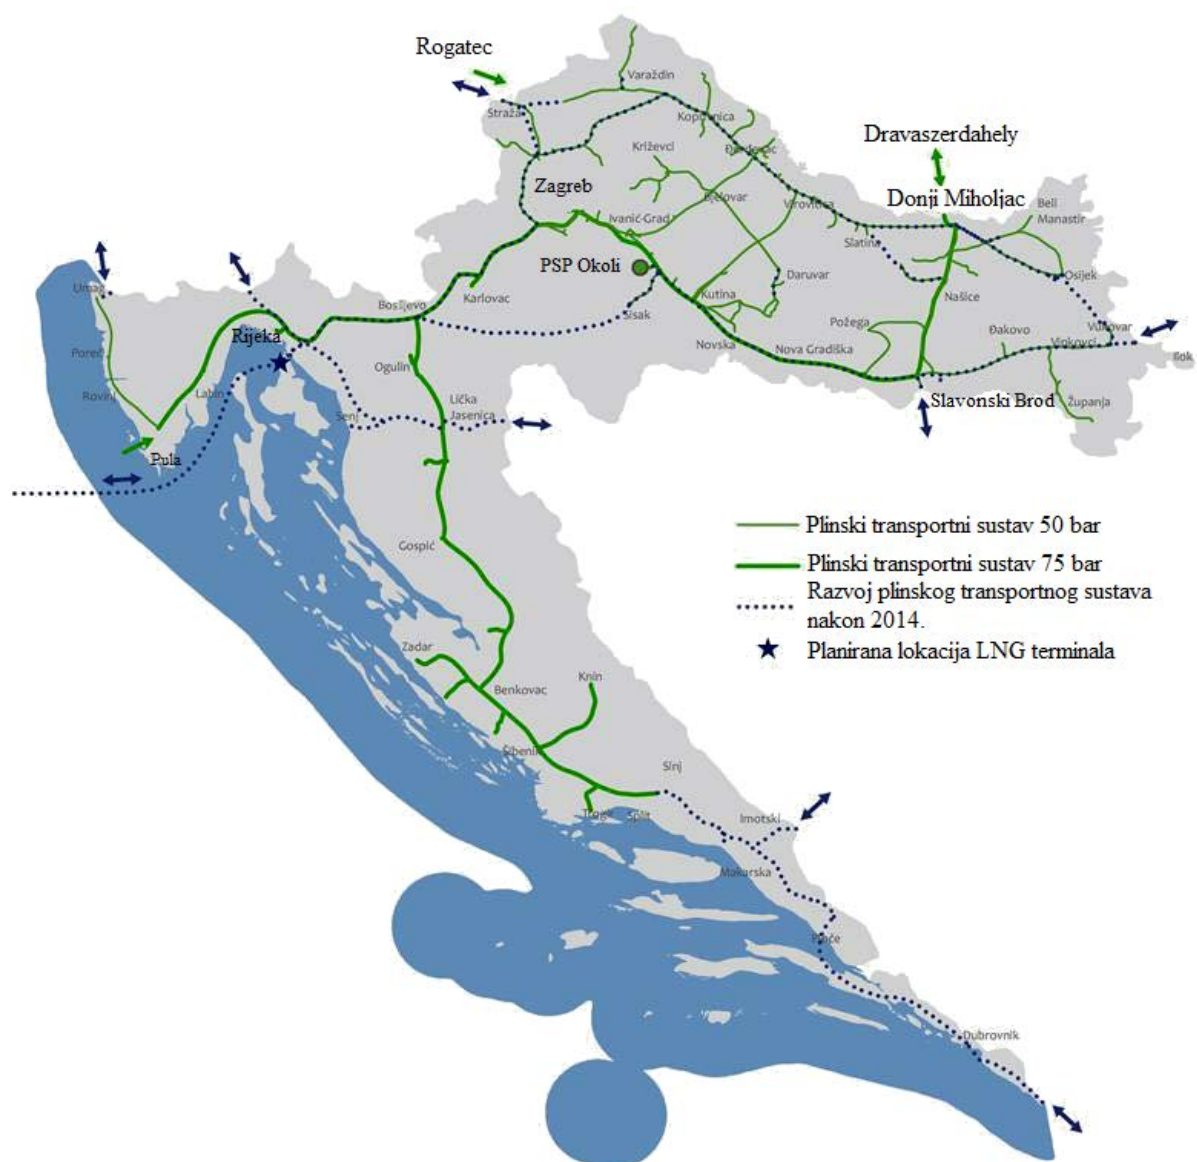 Rogatec
Varaždin
Straža
Koprivnica
Dravaszerdahely
Križevci
Đurđevac
Zagreb
Bjelovar
Donji Miholjac
Virovitica
Beli
Manastir
Ivanić-Grad
Slatina
PSP Okoli
Daruvar
Osijek
Umag
Karlovac
Kutina
Našice
Bosiljevo
Sisak
Požega
Đakovo
Vukovar
Rijeka
Novska
Nova Gradiška
Vinkovci
Ilok
Poreč
Ogulin
Rovinj
Labin
Lička
Jasenica
Slavonski Brod
Županja
Senj
Pula
Plinski transportni sustav 50 bar
Gospić
Plinski transportni sustav 75 bar
Razvoj plinskog transportnog sustava
nakon 2014.
Zadar
Planirana lokacija LNG terminala
Knin
Benkovac
Šibenik
Sinj
Trogir
Split
Imotski
Makarska
Ploče
Dubrovnik